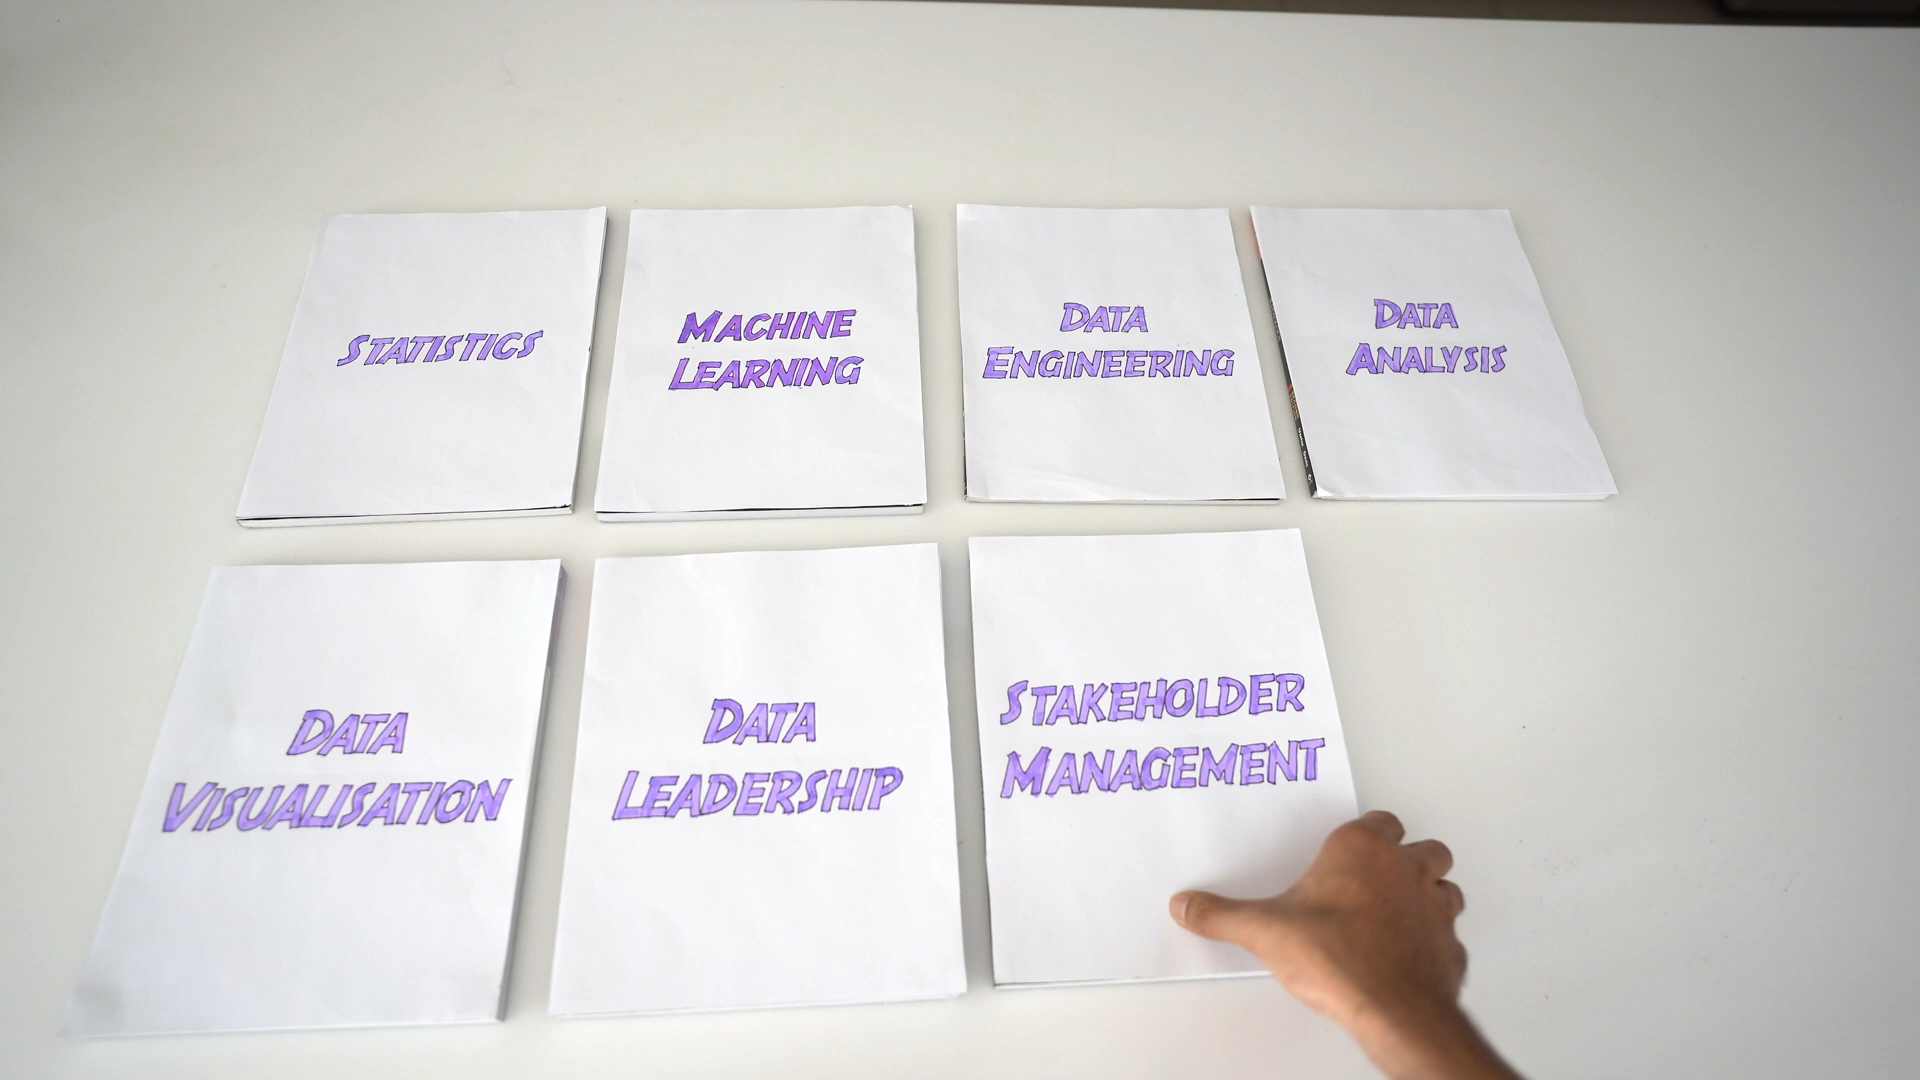 STATISTICS
MACHINE
LEARNING
DATA
ENGINEERING
DATA
ANALYSIS
DATA
VISUALISATION
DATA
LEADERSHIP
STAKEHOLDER
MANAGEMENT